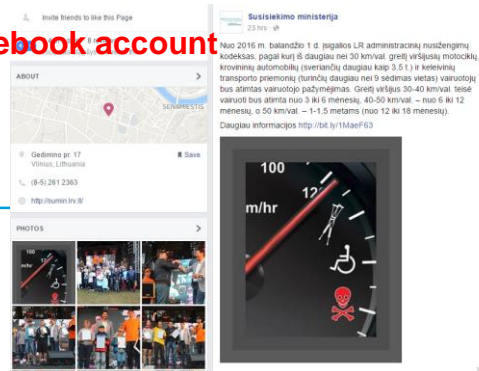 Invite friends to like this Page
ebook account
ABOUT
SENAMIESTIS
Gedimino pr. 17
Vilnius, Lithuania
Save
(8-5) 261 2363
http://sumin.lrv.lt/
PHOTOS
Susisiekimo ministerija
23 hrs
Nuo 2016 m. balandžio 1 d. įsigalios LR administracinių nusižengimų
kodeksas, pagal kurį iš daugiau nei 30 km/val. greitį viršijusių motociklų,
krovininių automobilių (sveriančių daugiau kaip 3,5 t.) ir keleivinių
transporto priemonių (turinčių daugiau nei 9 sėdimas vietas) vairuotojų
bus atimtas vairuotojo pažymėjimas. Greitį viršijus 30-40 km/val. teisė
vairuoti bus atimta nuo 3 iki 6 mėnesių, 40-50 km/val. – nuo 6 iki 12
mėnesių, o 50 km/val. – 1-1,5 metams (nuo 12 iki 18 mėnesių).
Daugiau informacijos http://bit.ly/1MaeF63
100
12
m/hr
100